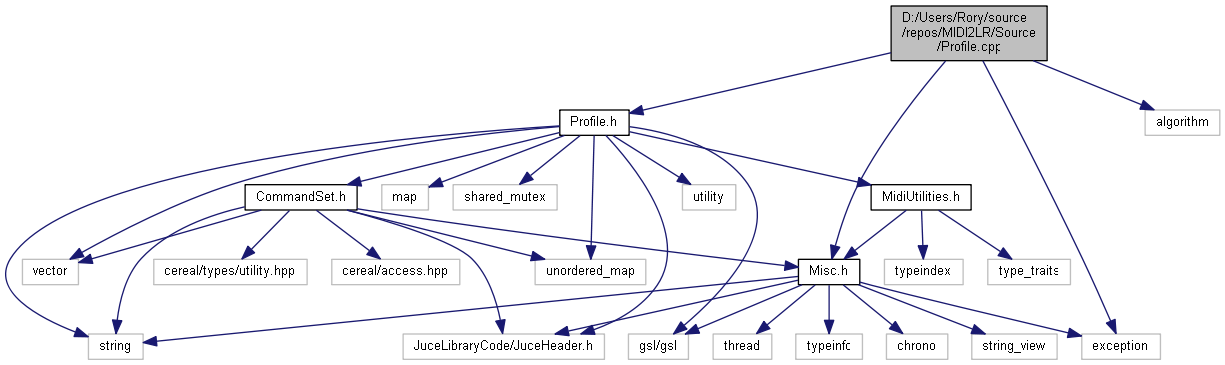 D:/Users/Rory/source
/repos/MIDI2LR/Source
/Profile.cpp
Profile.h
algorithm
CommandSet.h
map
shared_mutex
utility
MidiUtilities.h
vector
cereal/types/utility.hpp
cereal/access.hpp
unordered_map
Misc.h
typeindex
type_traits
string
JuceLibraryCode/JuceHeader.h
gsl/gsl
thread
typeinfo
chrono
string_view
exception